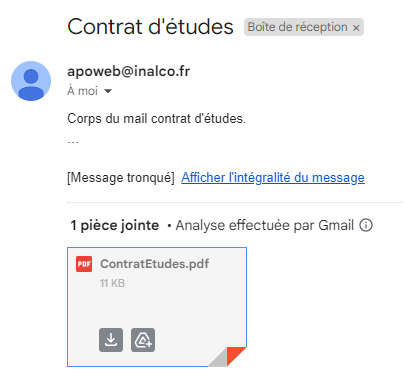 Contrat d'études Boîte de réception ×
apoweb@inalco.fr
À moi
Corps du mail contrat d'études.
...
[Message tronqué] Afficher l'intégralité du message
1 pièce jointe • Analyse effectuée par Gmail
PDF ContratEtudes.pdf
11 KB